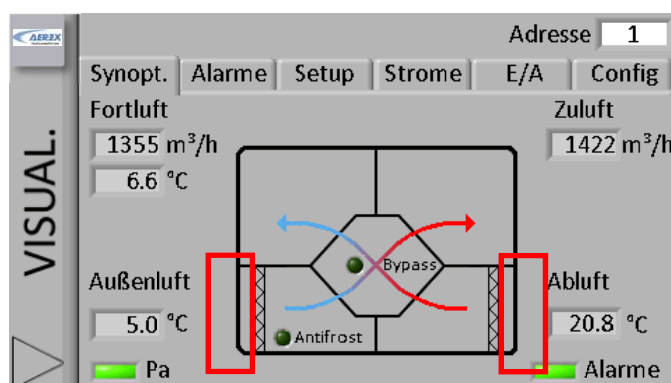 AEREX
Adresse 1
Synopt. Alarme Setup Strome E/A Config
Fortluft Zuluft
1355 m³/h 1422 m³/h
6.6 °C
VISUAL.
Bypass
Außenluft Abluft
5.0 °C 20.8 °C
Antifrost
Pa Alarme